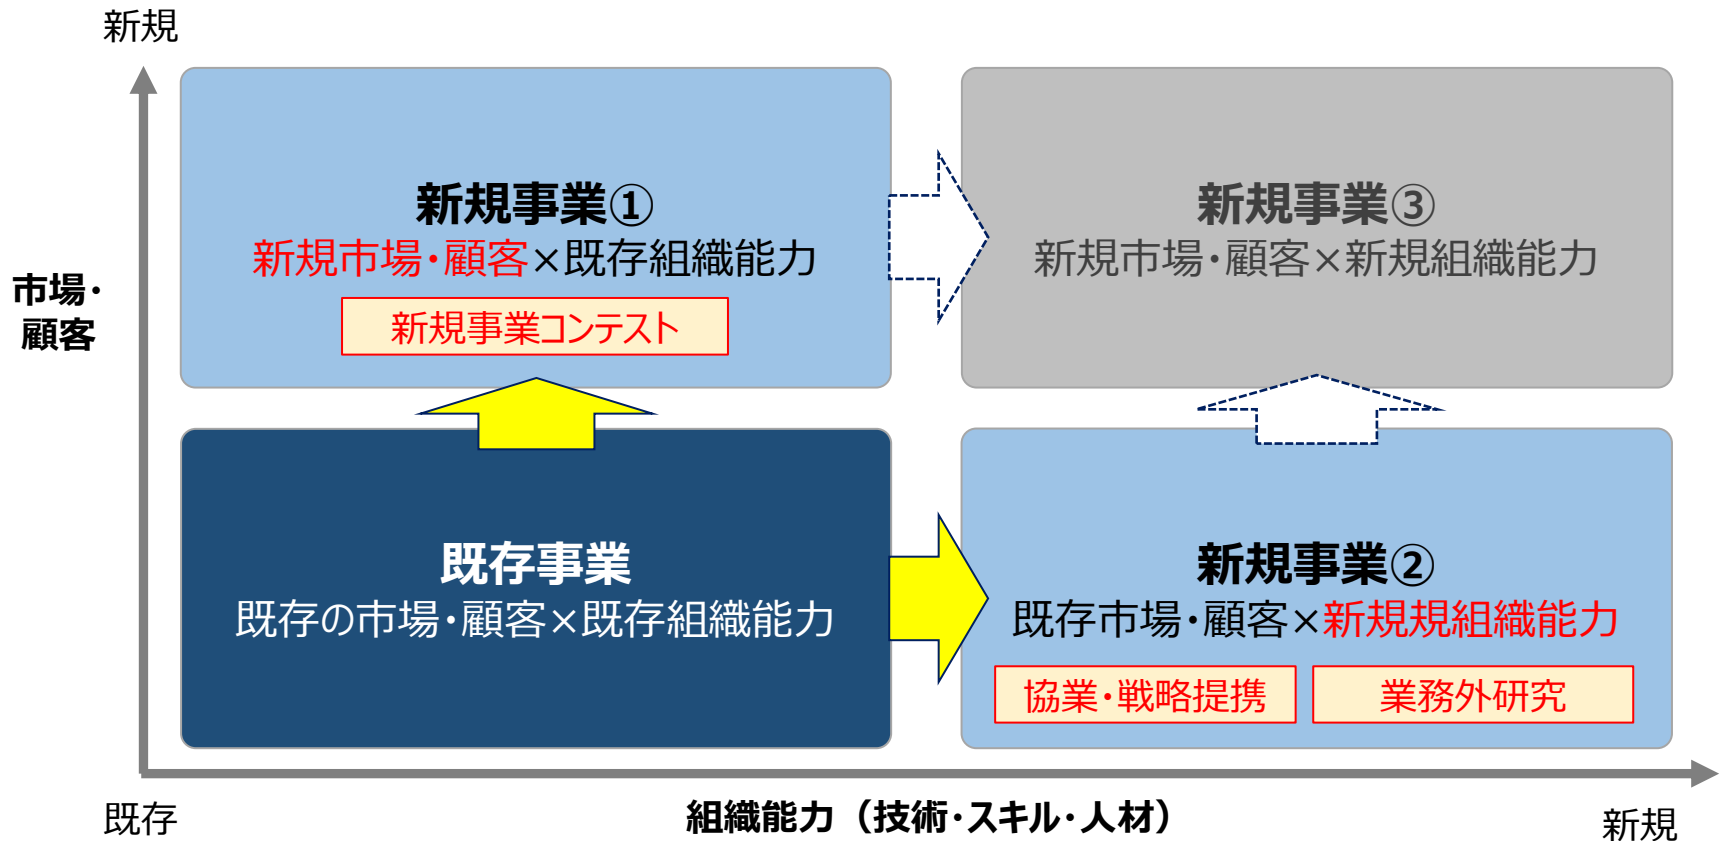 新規
新規事業①
新規市場・顧客×既存組織能力
新規事業コンテスト
新規事業③
新規市場・顧客×新規組織能力
市場・
顧客
既存事業
既存の市場・顧客×既存組織能力
新規事業②
既存市場・顧客×新規規組織能力
協業・戦略提携
業務外研究
既存
組織能力（技術・スキル・人材）
新規